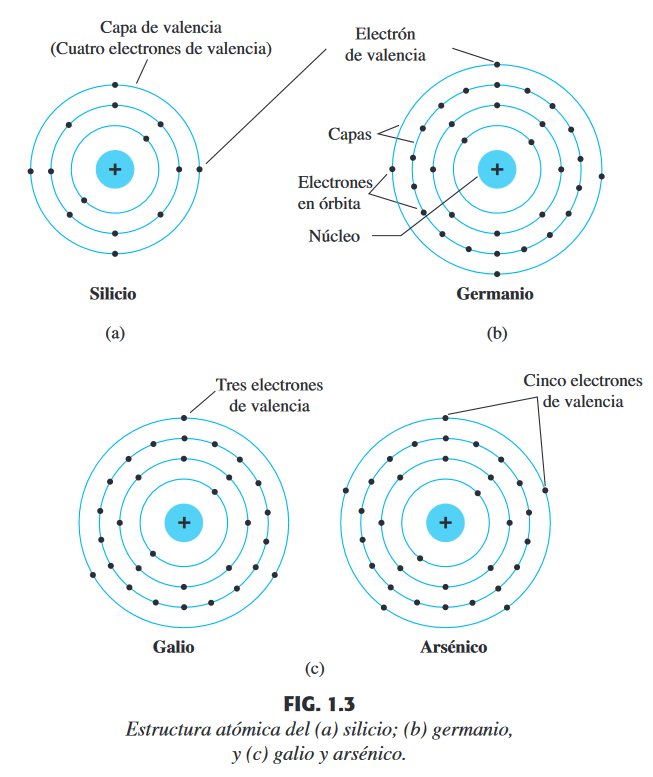 Capa de valencia
(Cuatro electrones de valencia)
Electrón
de valencia
Capas
Electrones
en órbita
Núcleo
+
+
Silicio
Germanio
(a)
(b)
Tres electrones
de valencia
Cinco electrones
de valencia
+
+
Galio
Arsénico
(c)
FIG. 1.3
Estructura atómica del (a) silicio; (b) germanio,
y (c) galio y arsénico.